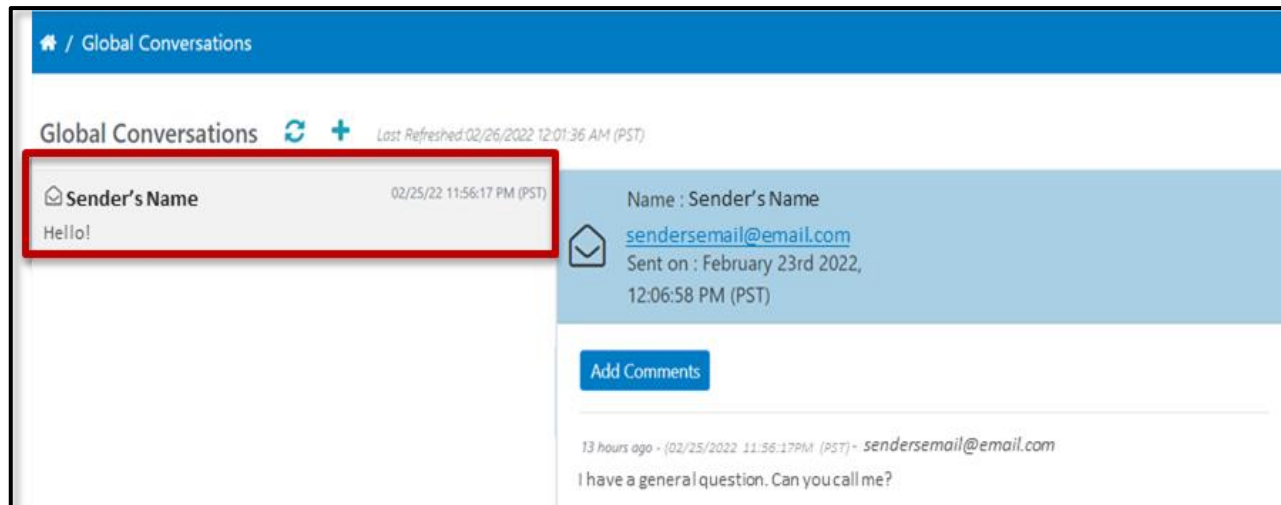 / Global Conversations
Global Conversations Last Refreshed:02/26/2022 12:01:36 AM (PST)
Sender's Name 02/25/22 11:56:17 PM (PST)
Hello!
Name : Sender's Name
sendersemail@email.com
Sent on : February 23rd 2022,
12:06:58 PM (PST)
Add Comments
13 hours ago - (02/25/2022 11:56:17PM (PST) - sendersemail@email.com
I have a general question. Can you call me?